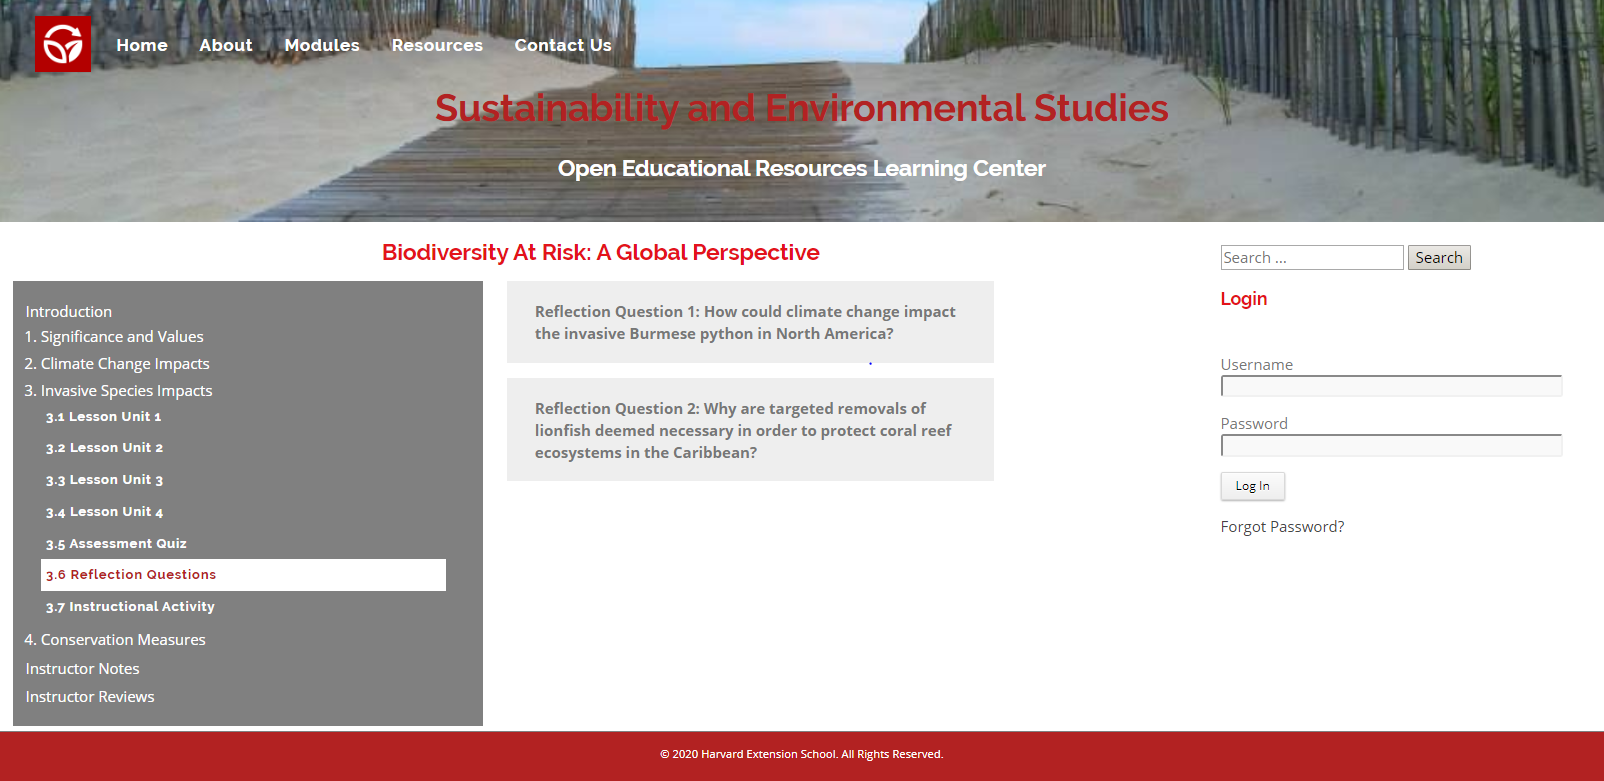 Home About Modules Resources Contact Us
Sustainability and Environmental Studies
Open Educational Resources Learning Center
Biodiversity At Risk: A Global Perspective
Introduction
1. Significance and Values
2. Climate Change Impacts
3. Invasive Species Impacts
3.1 Lesson Unit 1
3.2 Lesson Unit 2
3.3 Lesson Unit 3
3.4 Lesson Unit 4
3.5 Assessment Quiz
3.6 Reflection Questions
3.7 Instructional Activity
4. Conservation Measures
Instructor Notes
Instructor Reviews
Reflection Question 1: How could climate change impact
the invasive Burmese python in North America?
Reflection Question 2: Why are targeted removals of
lionfish deemed necessary in order to protect coral reef
ecosystems in the Caribbean?
Search ... Search
Login
Username
Password
Log In
Forgot Password?
© 2020 Harvard Extension School. All Rights Reserved.